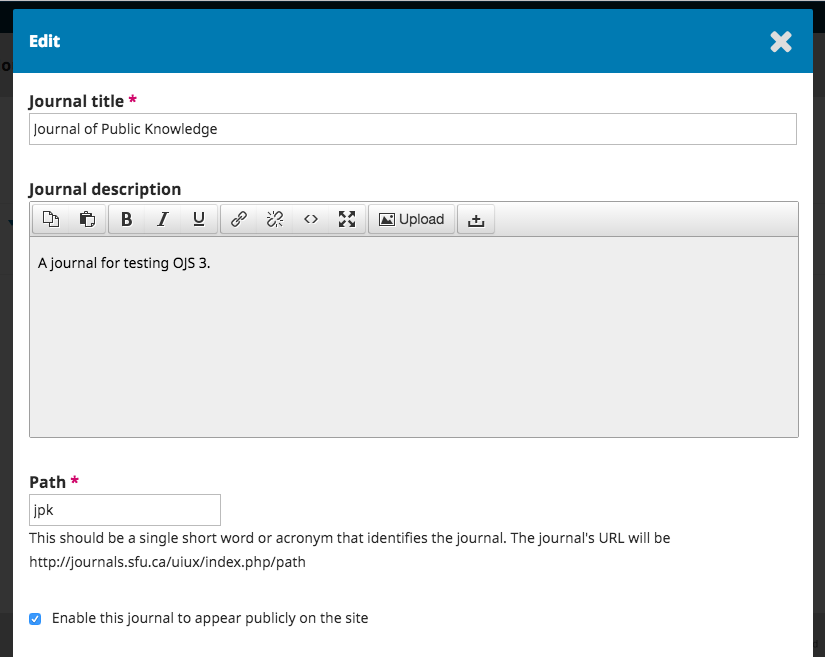 Edit
Journal title *
Journal of Public Knowledge
Journal description
B I U <> Upload
A journal for testing OJS 3.
Path *
jpk
This should be a single short word or acronym that identifies the journal. The journal's URL will be
http://journals.sfu.ca/uiux/index.php/path
Enable this journal to appear publicly on the site